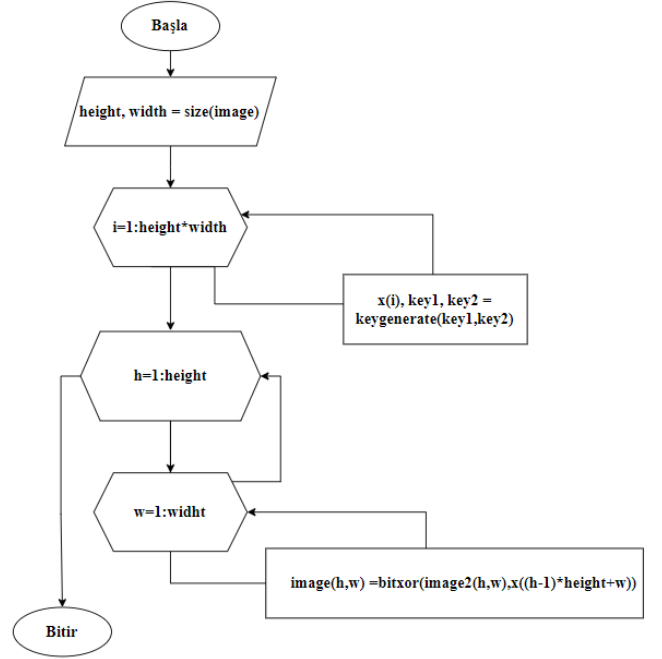 Başla
height, width = size(image)
i=1:height*width
x(i), key1, key2 =
keygenerate(key1,key2)
h=1:height
w=1:widht
image(h,w) =bitxor(image2(h,w),x((h-1)*height+w))
Bitir